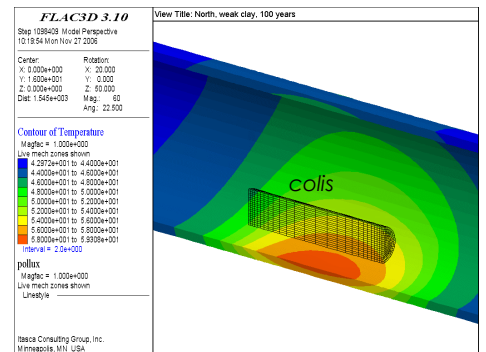 FLAC3D 3.10
Step 1098409 Model Perspective
10:19:54 Mon Nov 27 2006
Center: Rotation:
X: 0.000e+000 X: 20.000
Y: 1.600e+001 Y: 0.000
Z: 0.000e+000 Z: 50.000
Dist: 1.545e+003 Mag.: 60
Ang.: 22.500
Contour of Temperature
Magfac = 1.000e+000
Live mech zones shown
4.2972e+001 to 4.4000e+001
4.4000e+001 to 4.6000e+001
4.6000e+001 to 4.8000e+001
4.8000e+001 to 5.0000e+001
5.0000e+001 to 5.2000e+001
5.2000e+001 to 5.4000e+001
5.4000e+001 to 5.6000e+001
5.6000e+001 to 5.8000e+001
5.8000e+001 to 5.9308e+001
Interval = 2.0e+000
pollux
Magfac = 1.000e+000
Live mech zones shown
Linestyle
Itasca Consulting Group, Inc.
Minneapolis, MN USA
View Title: North, weak clay, 100 years
colis